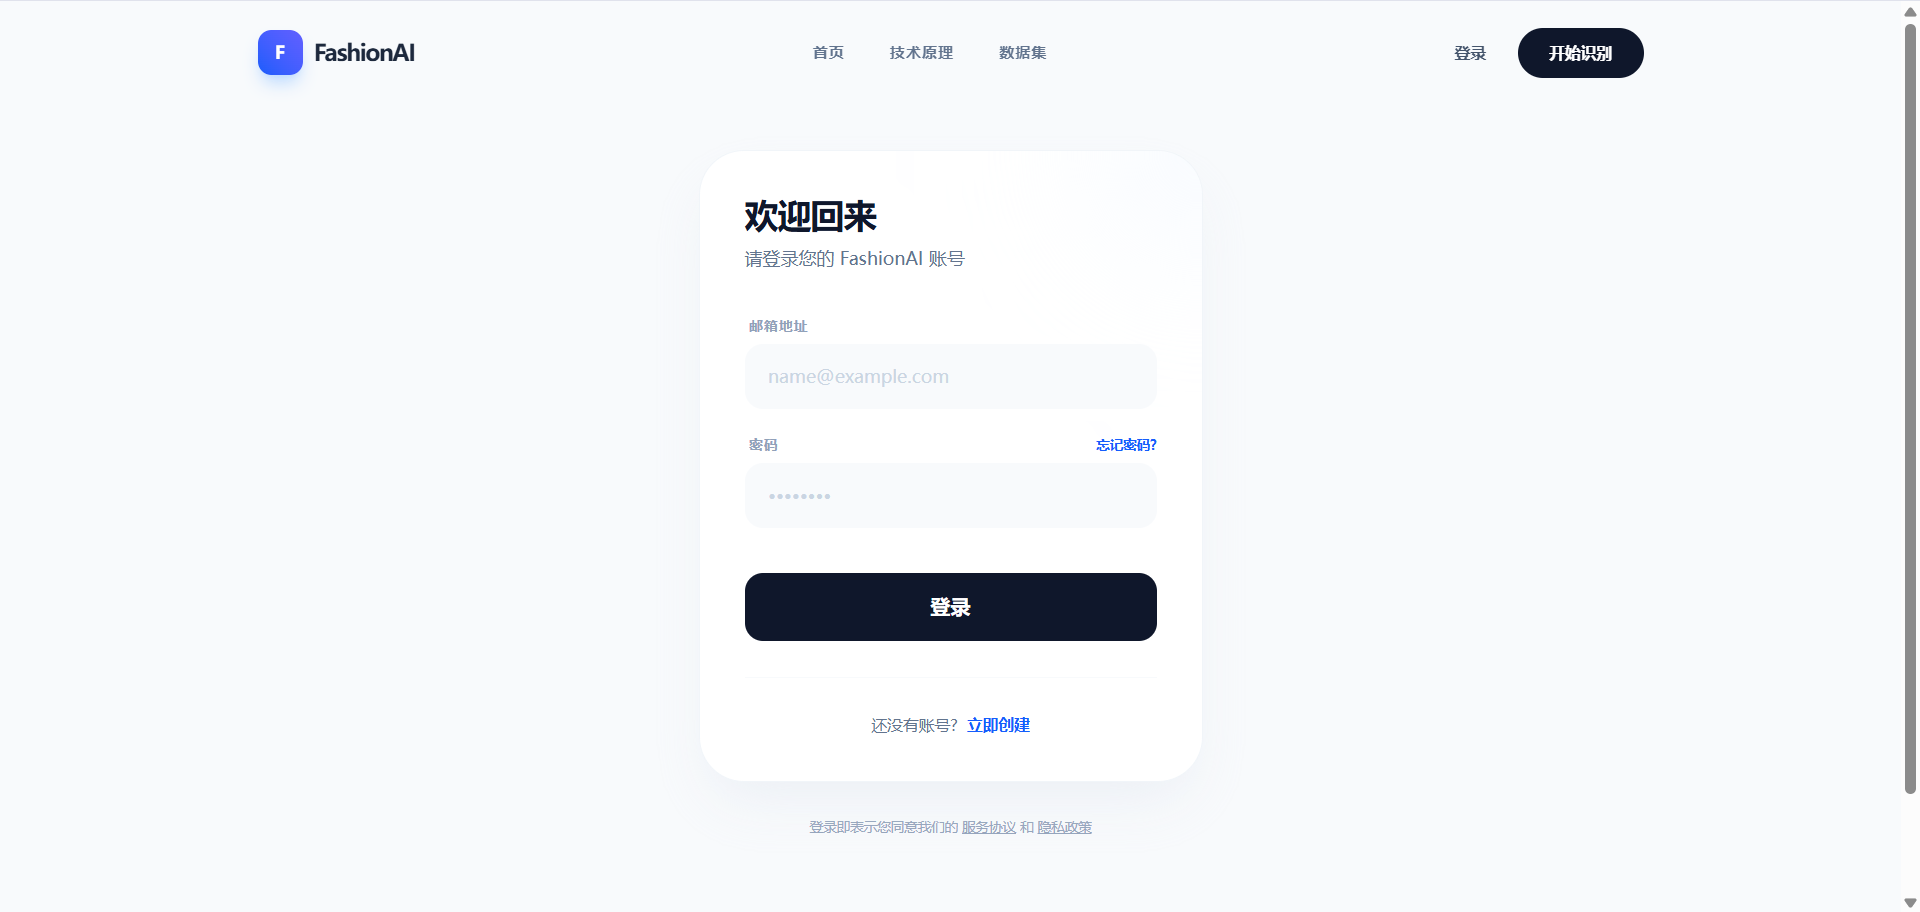 F FashionAI 首页 技术原理 数据集 登录 开始识别
欢迎回来
请登录您的 FashionAI 账号
邮箱地址
name@example.com
密码 忘记密码?
••••••••
登录
还没有账号? 立即创建
登录即表示您同意我们的 服务协议 和 隐私政策